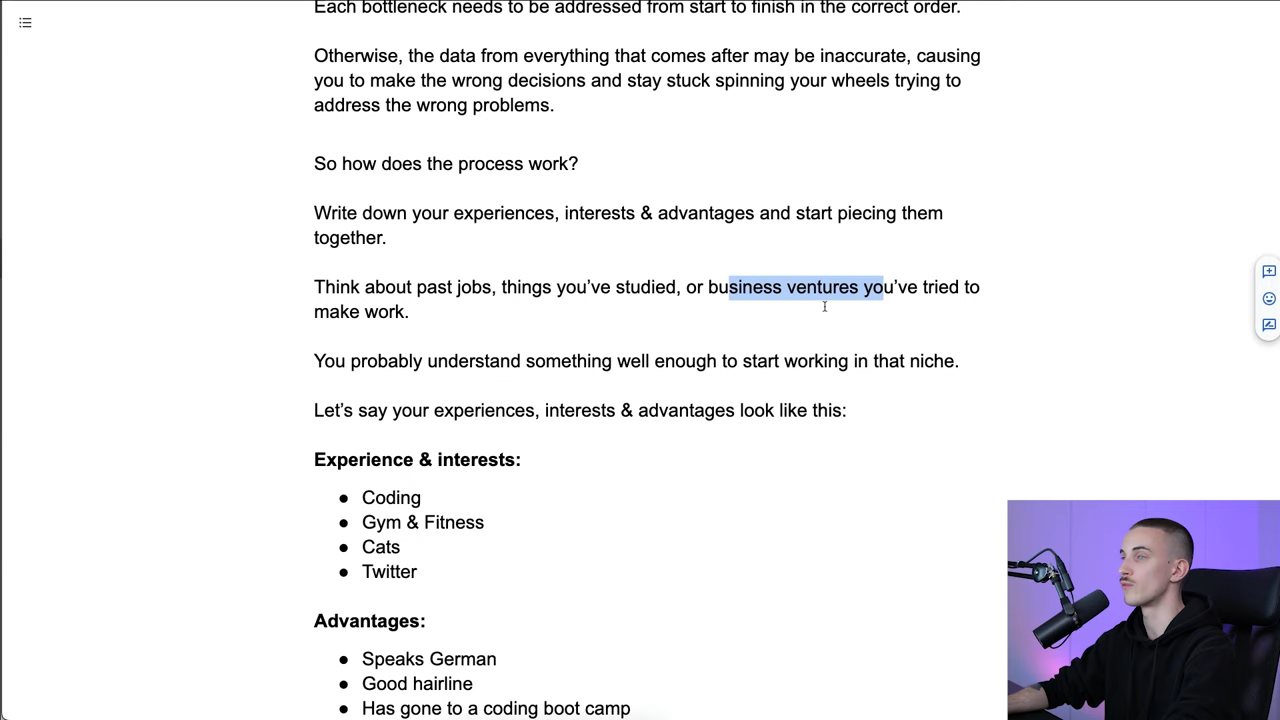 Each bottleneck needs to be addressed from start to finish in the correct order.
Otherwise, the data from everything that comes after may be inaccurate, causing
you to make the wrong decisions and stay stuck spinning your wheels trying to
address the wrong problems.
So how does the process work?
Write down your experiences, interests & advantages and start piecing them
together.
Think about past jobs, things you’ve studied, or business ventures you’ve tried to
make work.
You probably understand something well enough to start working in that niche.
Let’s say your experiences, interests & advantages look like this:
Experience & interests:
● Coding
● Gym & Fitness
● Cats
● Twitter
Advantages:
● Speaks German
● Good hairline
● Has gone to a coding boot camp